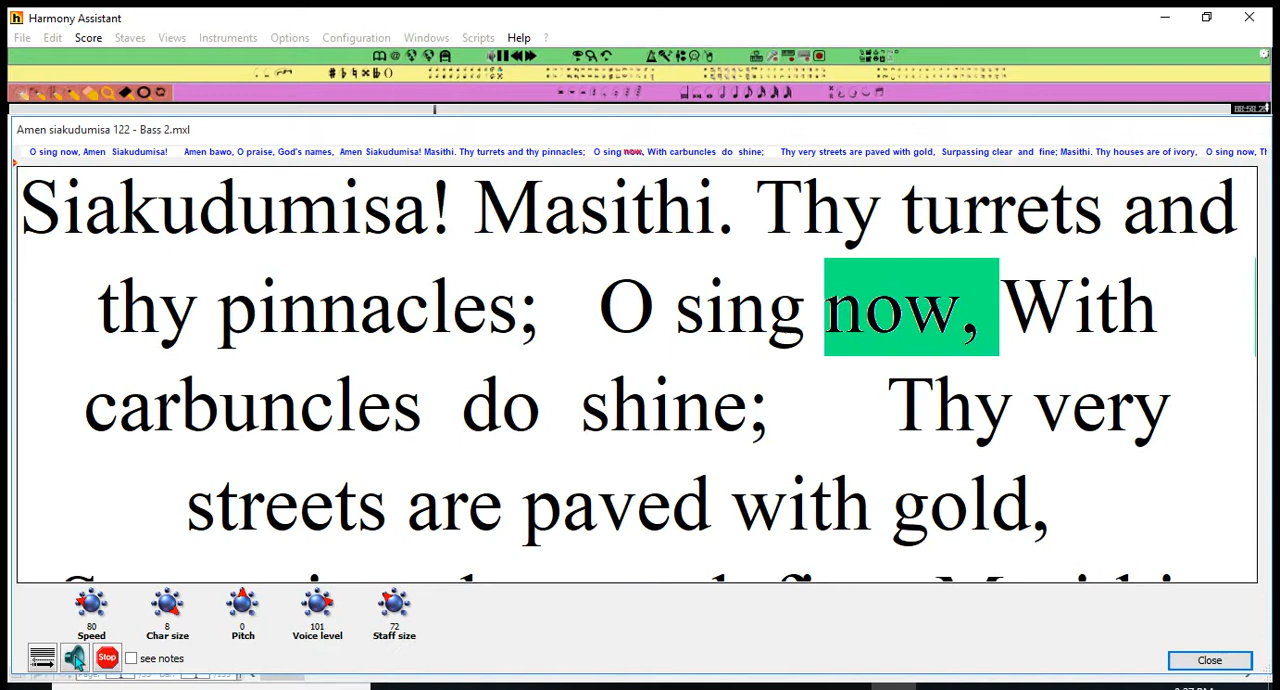 Harmony Assistant
File Edit Score Staves Views Instruments Options Configuration Windows Scripts Help ?
Amen siakudumisa 122 - Bass 2.mxl
O sing now, Amen Siakudumisa! Amen bawo, O praise, God's names, Amen Siakudumisa! Masithi. Thy turrets and thy pinnacles; O sing now, With carbuncles do shine; Thy very streets are paved with gold, Surpassing clear and fine; Masithi. Thy houses are of ivory, O sing now, Th
Siakudumisa! Masithi. Thy turrets and
thy pinnacles; O sing now, With
carbuncles do shine; Thy very
streets are paved with gold,
80 8 0 101 72
Speed Char size Pitch Voice level Staff size
Stop see notes Close